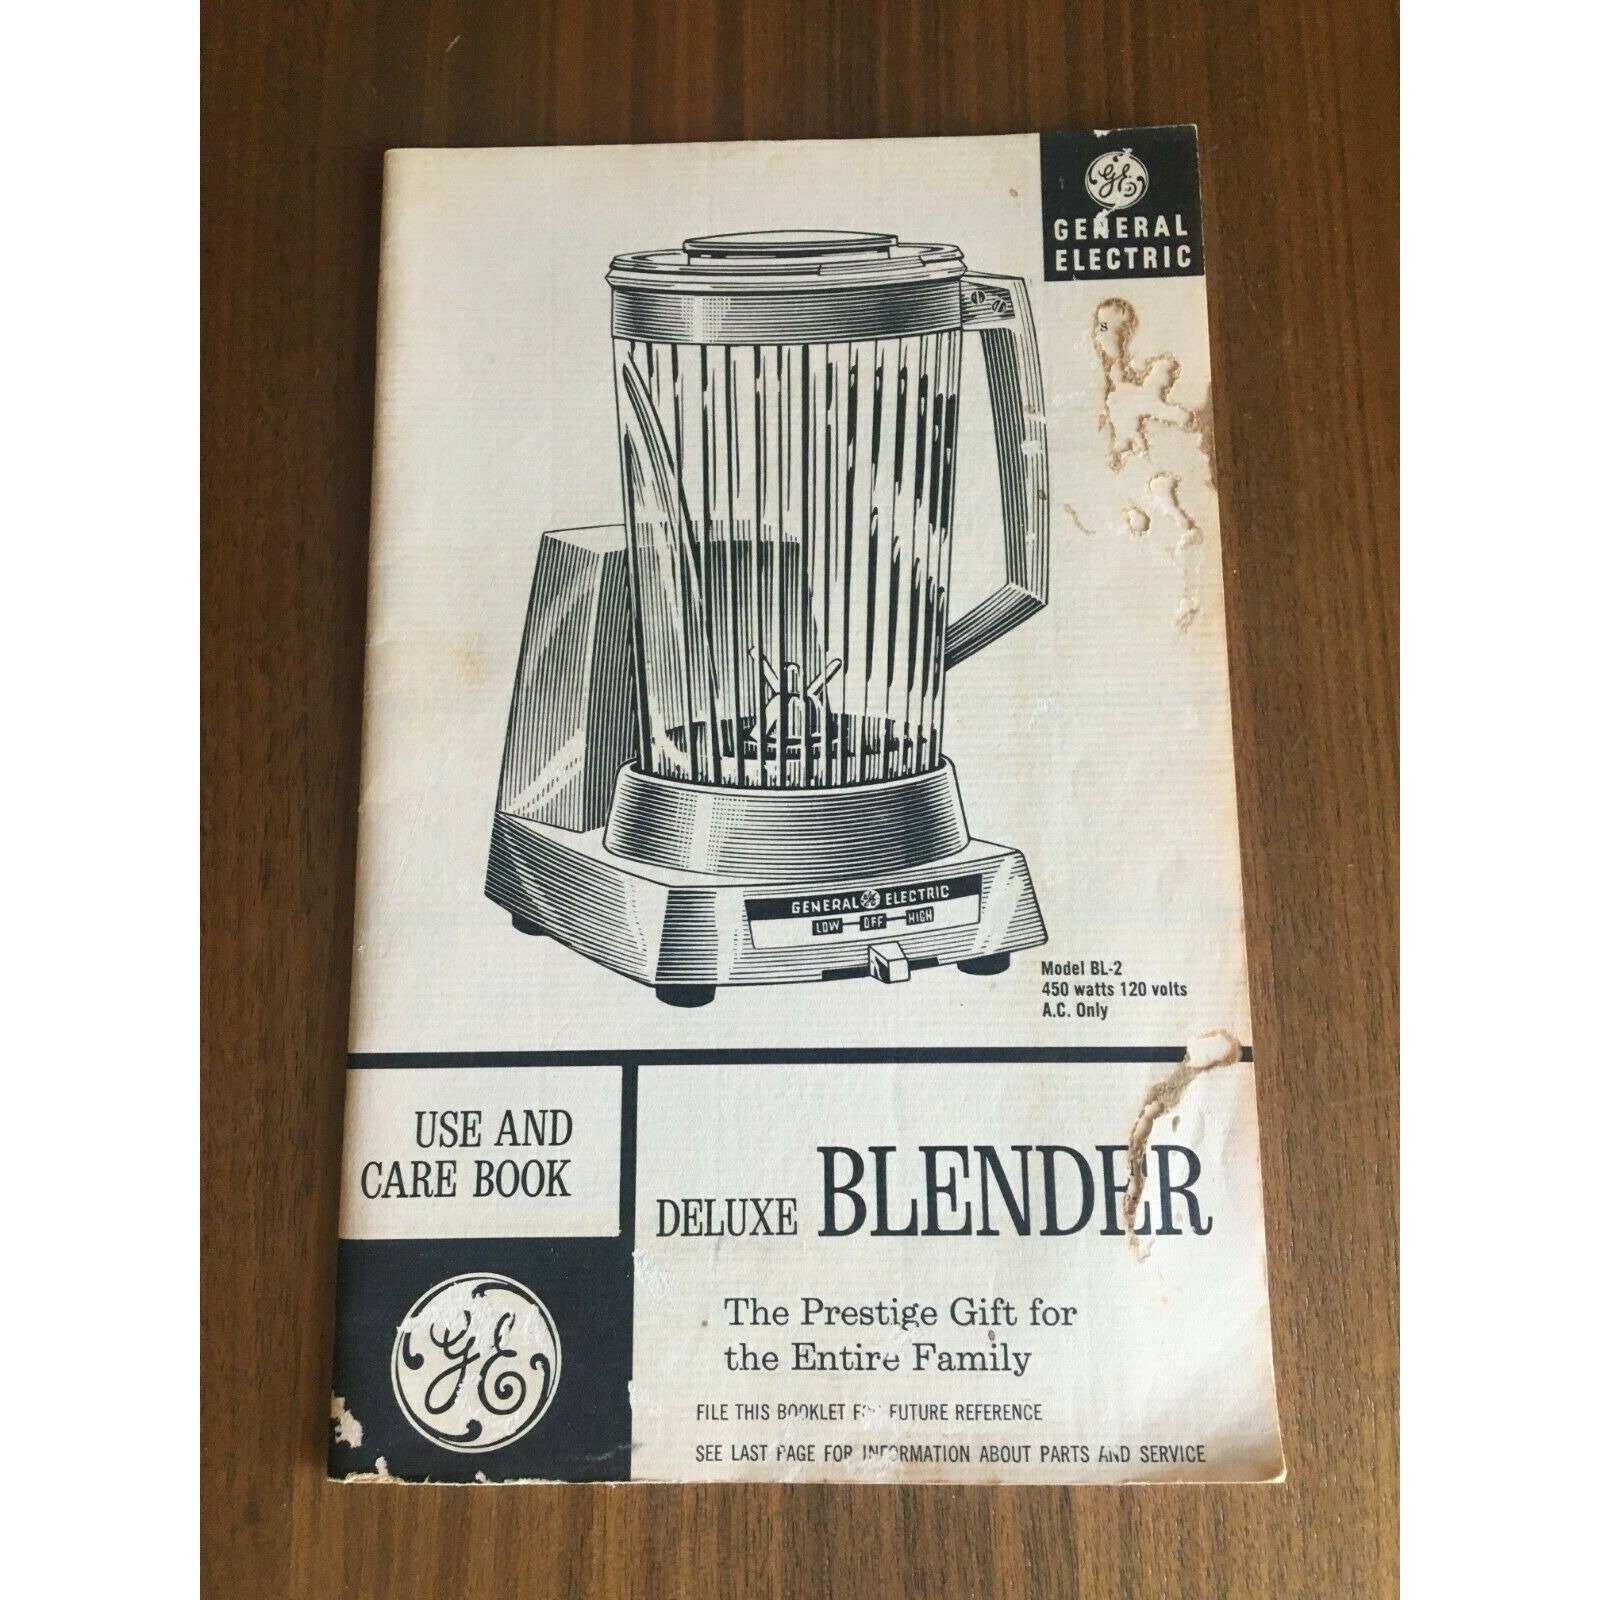 GE
GENERAL
ELECTRIC
s
GENERAL GE ELECTRIC
LOW OFF HIGH
Model BL-2
450 watts 120 volts
A.C. Only
USE AND
CARE BOOK
DELUXE BLENDER
The Prestige Gift for
the Entire Family
FILE THIS BOOKLET FOR FUTURE REFERENCE
SEE LAST PAGE FOR INFORMATION ABOUT PARTS AND SERVICE
GE